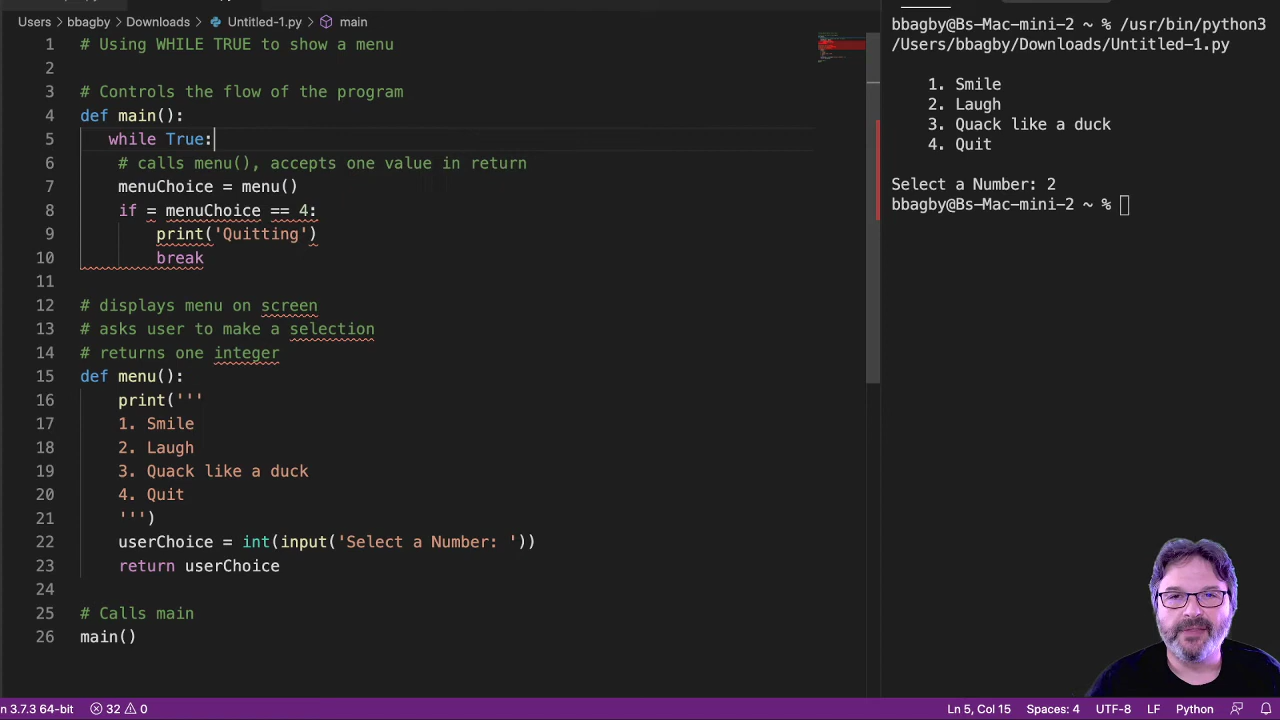 Users > bbagby > Downloads > Untitled-1.py > main
1 # Using WHILE TRUE to show a menu
2
3 # Controls the flow of the program
4 def main():
5 while True:
6 # calls menu(), accepts one value in return
7 menuChoice = menu()
8 if = menuChoice == 4:
9 print('Quitting')
10 break
11
12 # displays menu on screen
13 # asks user to make a selection
14 # returns one integer
15 def menu():
16 print('''
17 1. Smile
18 2. Laugh
19 3. Quack like a duck
20 4. Quit
21 ''')
22 userChoice = int(input('Select a Number: '))
23 return userChoice
24
25 # Calls main
26 main()
bbagby@Bs-Mac-mini-2 ~ % /usr/bin/python3
/Users/bbagby/Downloads/Untitled-1.py
1. Smile
2. Laugh
3. Quack like a duck
4. Quit
Select a Number: 2
bbagby@Bs-Mac-mini-2 ~ %
n 3.7.3 64-bit 32 0 Ln 5, Col 15 Spaces: 4 UTF-8 LF Python